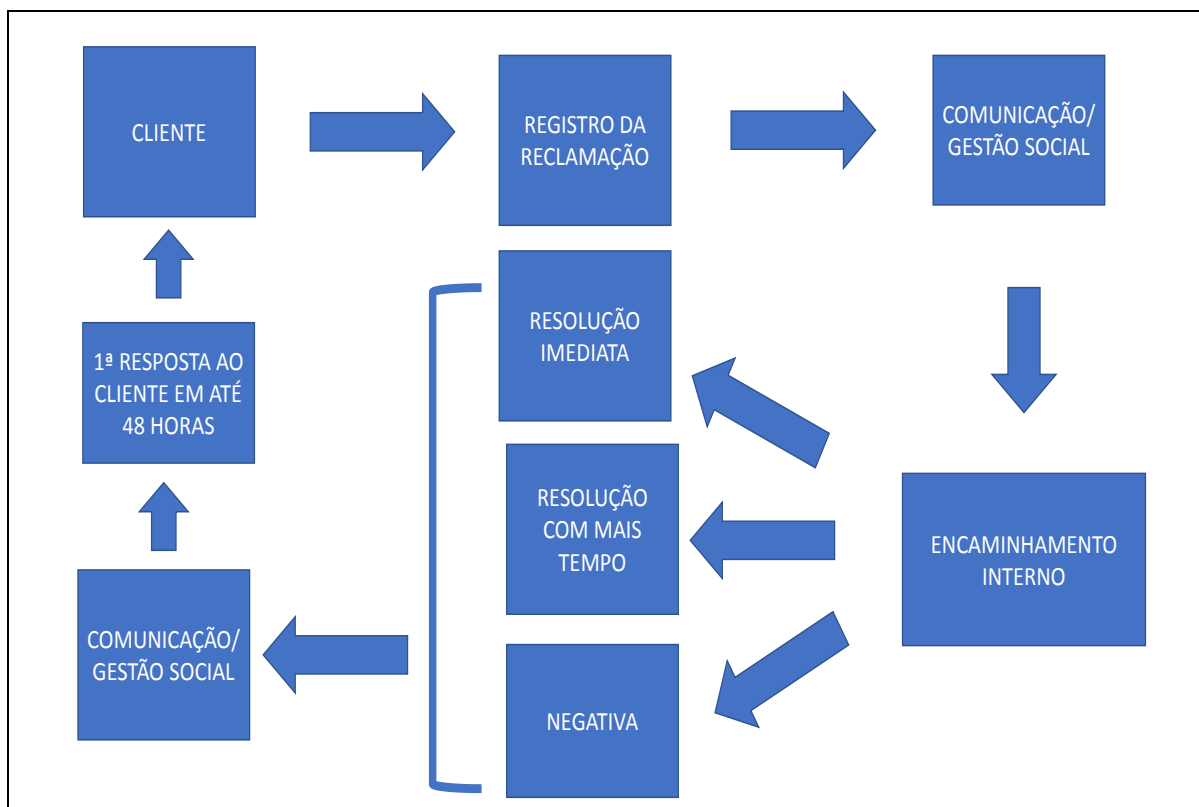 CLIENTE
REGISTRO DA
RECLAMAÇÃO
COMUNICAÇÃO/
GESTÃO SOCIAL
RESOLUÇÃO
IMEDIATA
1ª RESPOSTA AO
CLIENTE EM ATÉ
48 HORAS
RESOLUÇÃO
COM MAIS
TEMPO
ENCAMINHAMENTO
INTERNO
COMUNICAÇÃO/
GESTÃO SOCIAL
NEGATIVA